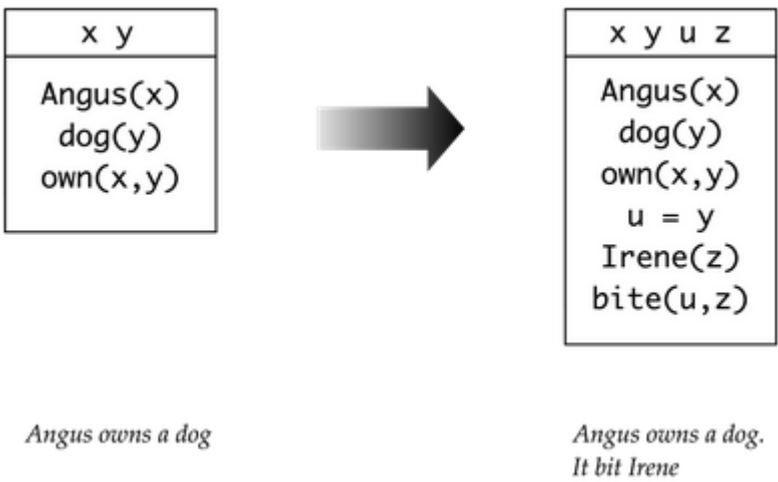 x y
Angus(x)
dog(y)
own(x,y)
Angus owns a dog
x y u z
Angus(x)
dog(y)
own(x,y)
u = y
Irene(z)
bite(u,z)
Angus owns a dog.
It bit Irene